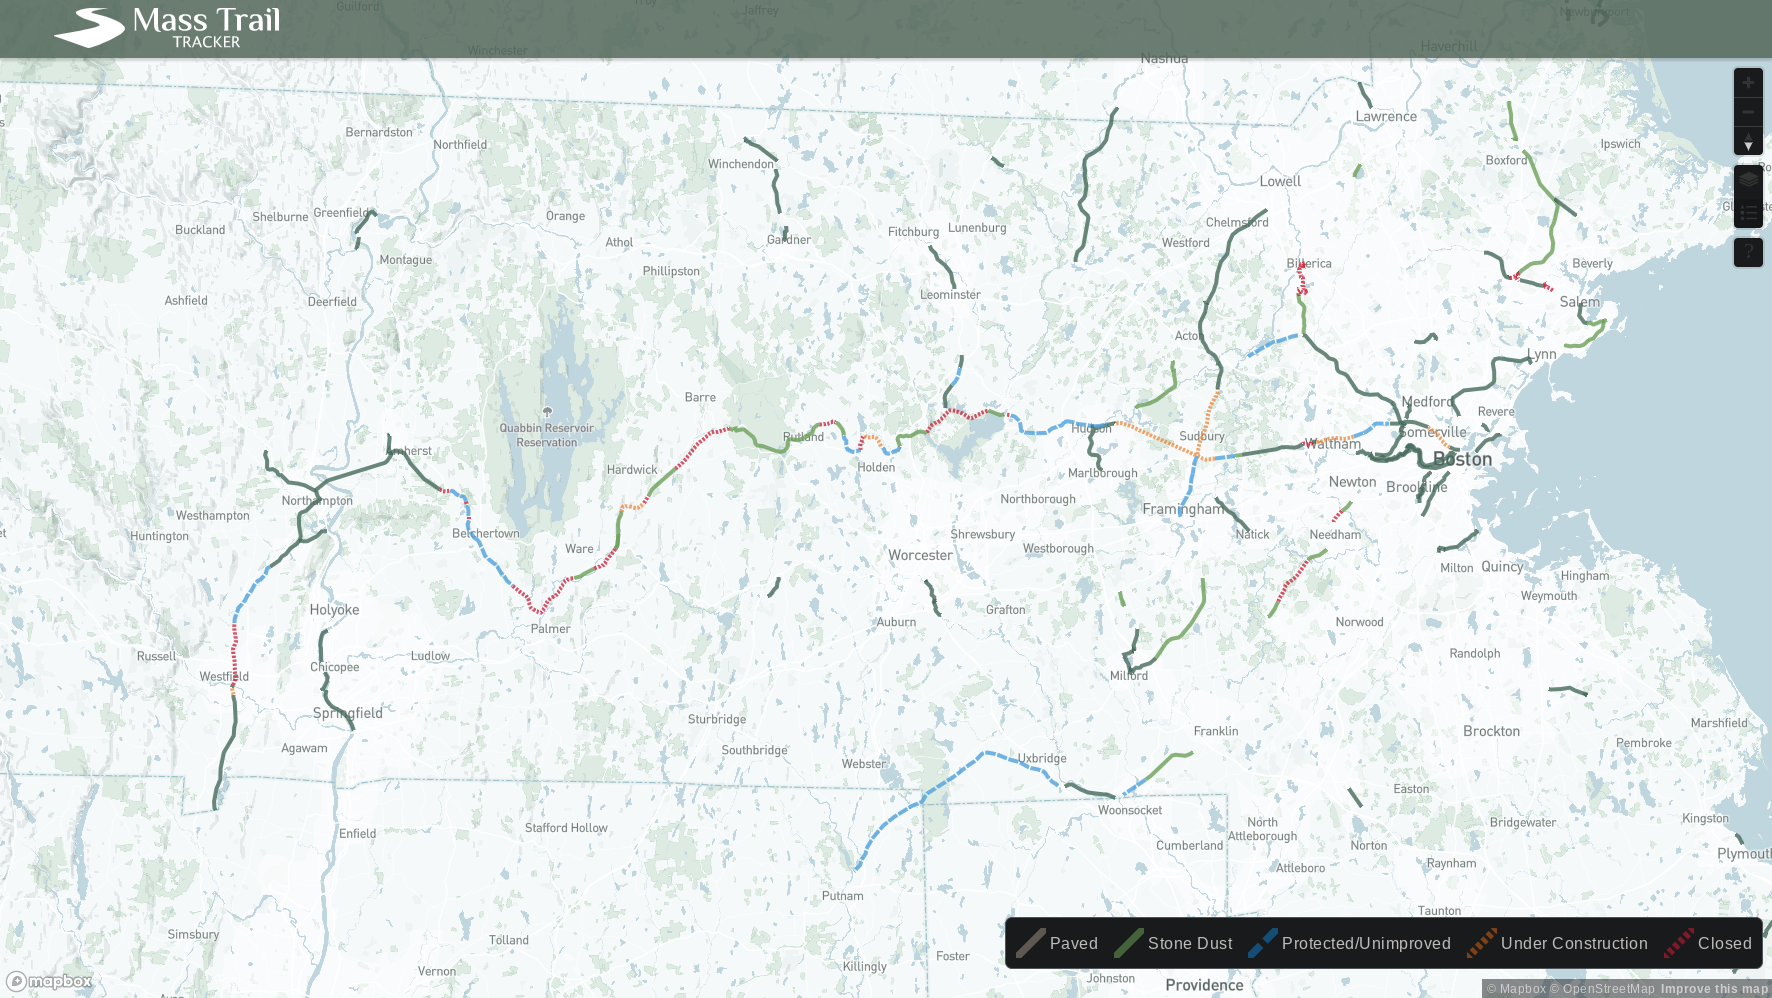 Mass Trail
TRACKER
Guilford
Troy
Jaffrey
Newburyport
Winchester
Haverhill
Nashua
Lawrence
Bernardston
Northfield
Winchendon
Boxford
Ipswich
Lowell
Shelburne
Greenfield
Orange
Chelmsford
Buckland
Athol
Fitchburg
Lunenburg
Gardner
Westford
Montague
Phillipston
Billerica
Beverly
Ashfield
Deerfield
Leominster
Salem
Acton
Lynn
Barre
Medford
Revere
Quabbin Reservoir
Reservation
Rutland
Hudson
Sudbury
Somerville
Waltham
Amherst
Boston
Hardwick
Holden
Marlborough
Newton
Brookline
Northampton
Northborough
Framingham
Westhampton
Huntington
Belchertown
Ware
Shrewsbury
Natick
Needham
Worcester
Westborough
Milton
Quincy
Hingham
Weymouth
Holyoke
Grafton
Auburn
Norwood
Palmer
Russell
Ludlow
Randolph
Chicopee
Westfield
Milford
Springfield
Sturbridge
Marshfield
Franklin
Brockton
Agawam
Southbridge
Uxbridge
Pembroke
Webster
Easton
Woonsocket
Kingston
Enfield
Stafford Hollow
North
Attleborough
Bridgewater
Cumberland
Norton
Plymouth
Raynham
Attleboro
Putnam
Taunton
Simsbury
Tolland
Foster
Killingly
Vernon
Johnston
Providence
Paved
Stone Dust
Protected/Unimproved
Under Construction
Closed
mapbox
© Mapbox © OpenStreetMap Improve this map